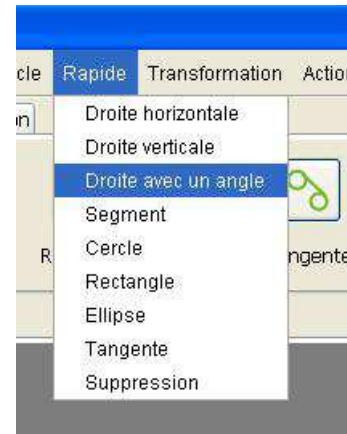 cle Rapide Transformation Actio
on
Droite horizontale
Droite verticale
Droite avec un angle
Segment
R Cercle ngente
Rectangle
Ellipse
Tangente
Suppression